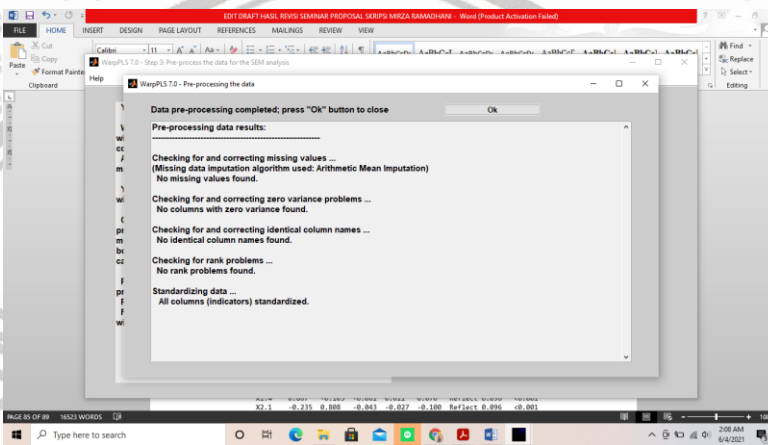 EDIT DRAFT HASIL REVISI SEMINAR PROPOSAL SKRIPSI MIRZA RAMADHANI - Word (Product Activation Failed)
FILE HOME INSERT DESIGN PAGE LAYOUT REFERENCES MAILINGS REVIEW VIEW
Cut
Copy
Paste
Format Painte
Clipboard
Calibri 11
Find
Replace
Select
Editing
WarpPLS 7.0 - Step 3: Pre-process the data for the SEM analysis
Help
WarpPLS 7.0 - Pre-processing the data
Data pre-processing completed; press "Ok" button to close
Ok
Pre-processing data results:
Checking for and correcting missing values ...
(Missing data imputation algorithm used: Arithmetic Mean Imputation)
No missing values found.
Checking for and correcting zero variance problems ...
No columns with zero variance found.
Checking for and correcting identical column names ...
No identical column names found.
Checking for rank problems ...
No rank problems found.
Standardizing data ...
All columns (indicators) standardized.
X2.1 -0.235 0.808 -0.043 -0.027 -0.100 Reflect 0.096 <0.001
PAGE 85 OF 89 16523 WORDS
Type here to search
2:08 AM
6/4/2021